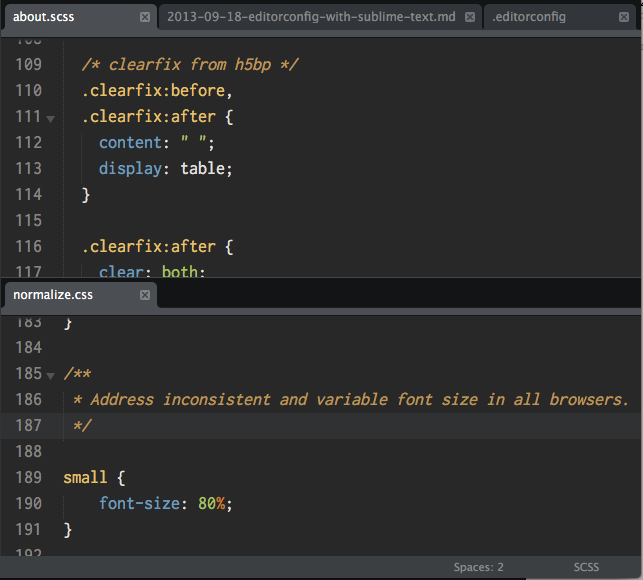 about.scss 2013-09-18-editorconfig-with-sublime-text.md .editorconfig
108
109 /* clearfix from h5bp */
110 .clearfix:before,
111 .clearfix:after {
112 content: " ";
113 display: table;
114 }
115
116 .clearfix:after {
117 clear: both;
normalize.css
183 }
184
185 /**
186 * Address inconsistent and variable font size in all browsers.
187 */
188
189 small {
190 font-size: 80%;
191 }
192
Spaces: 2 SCSS